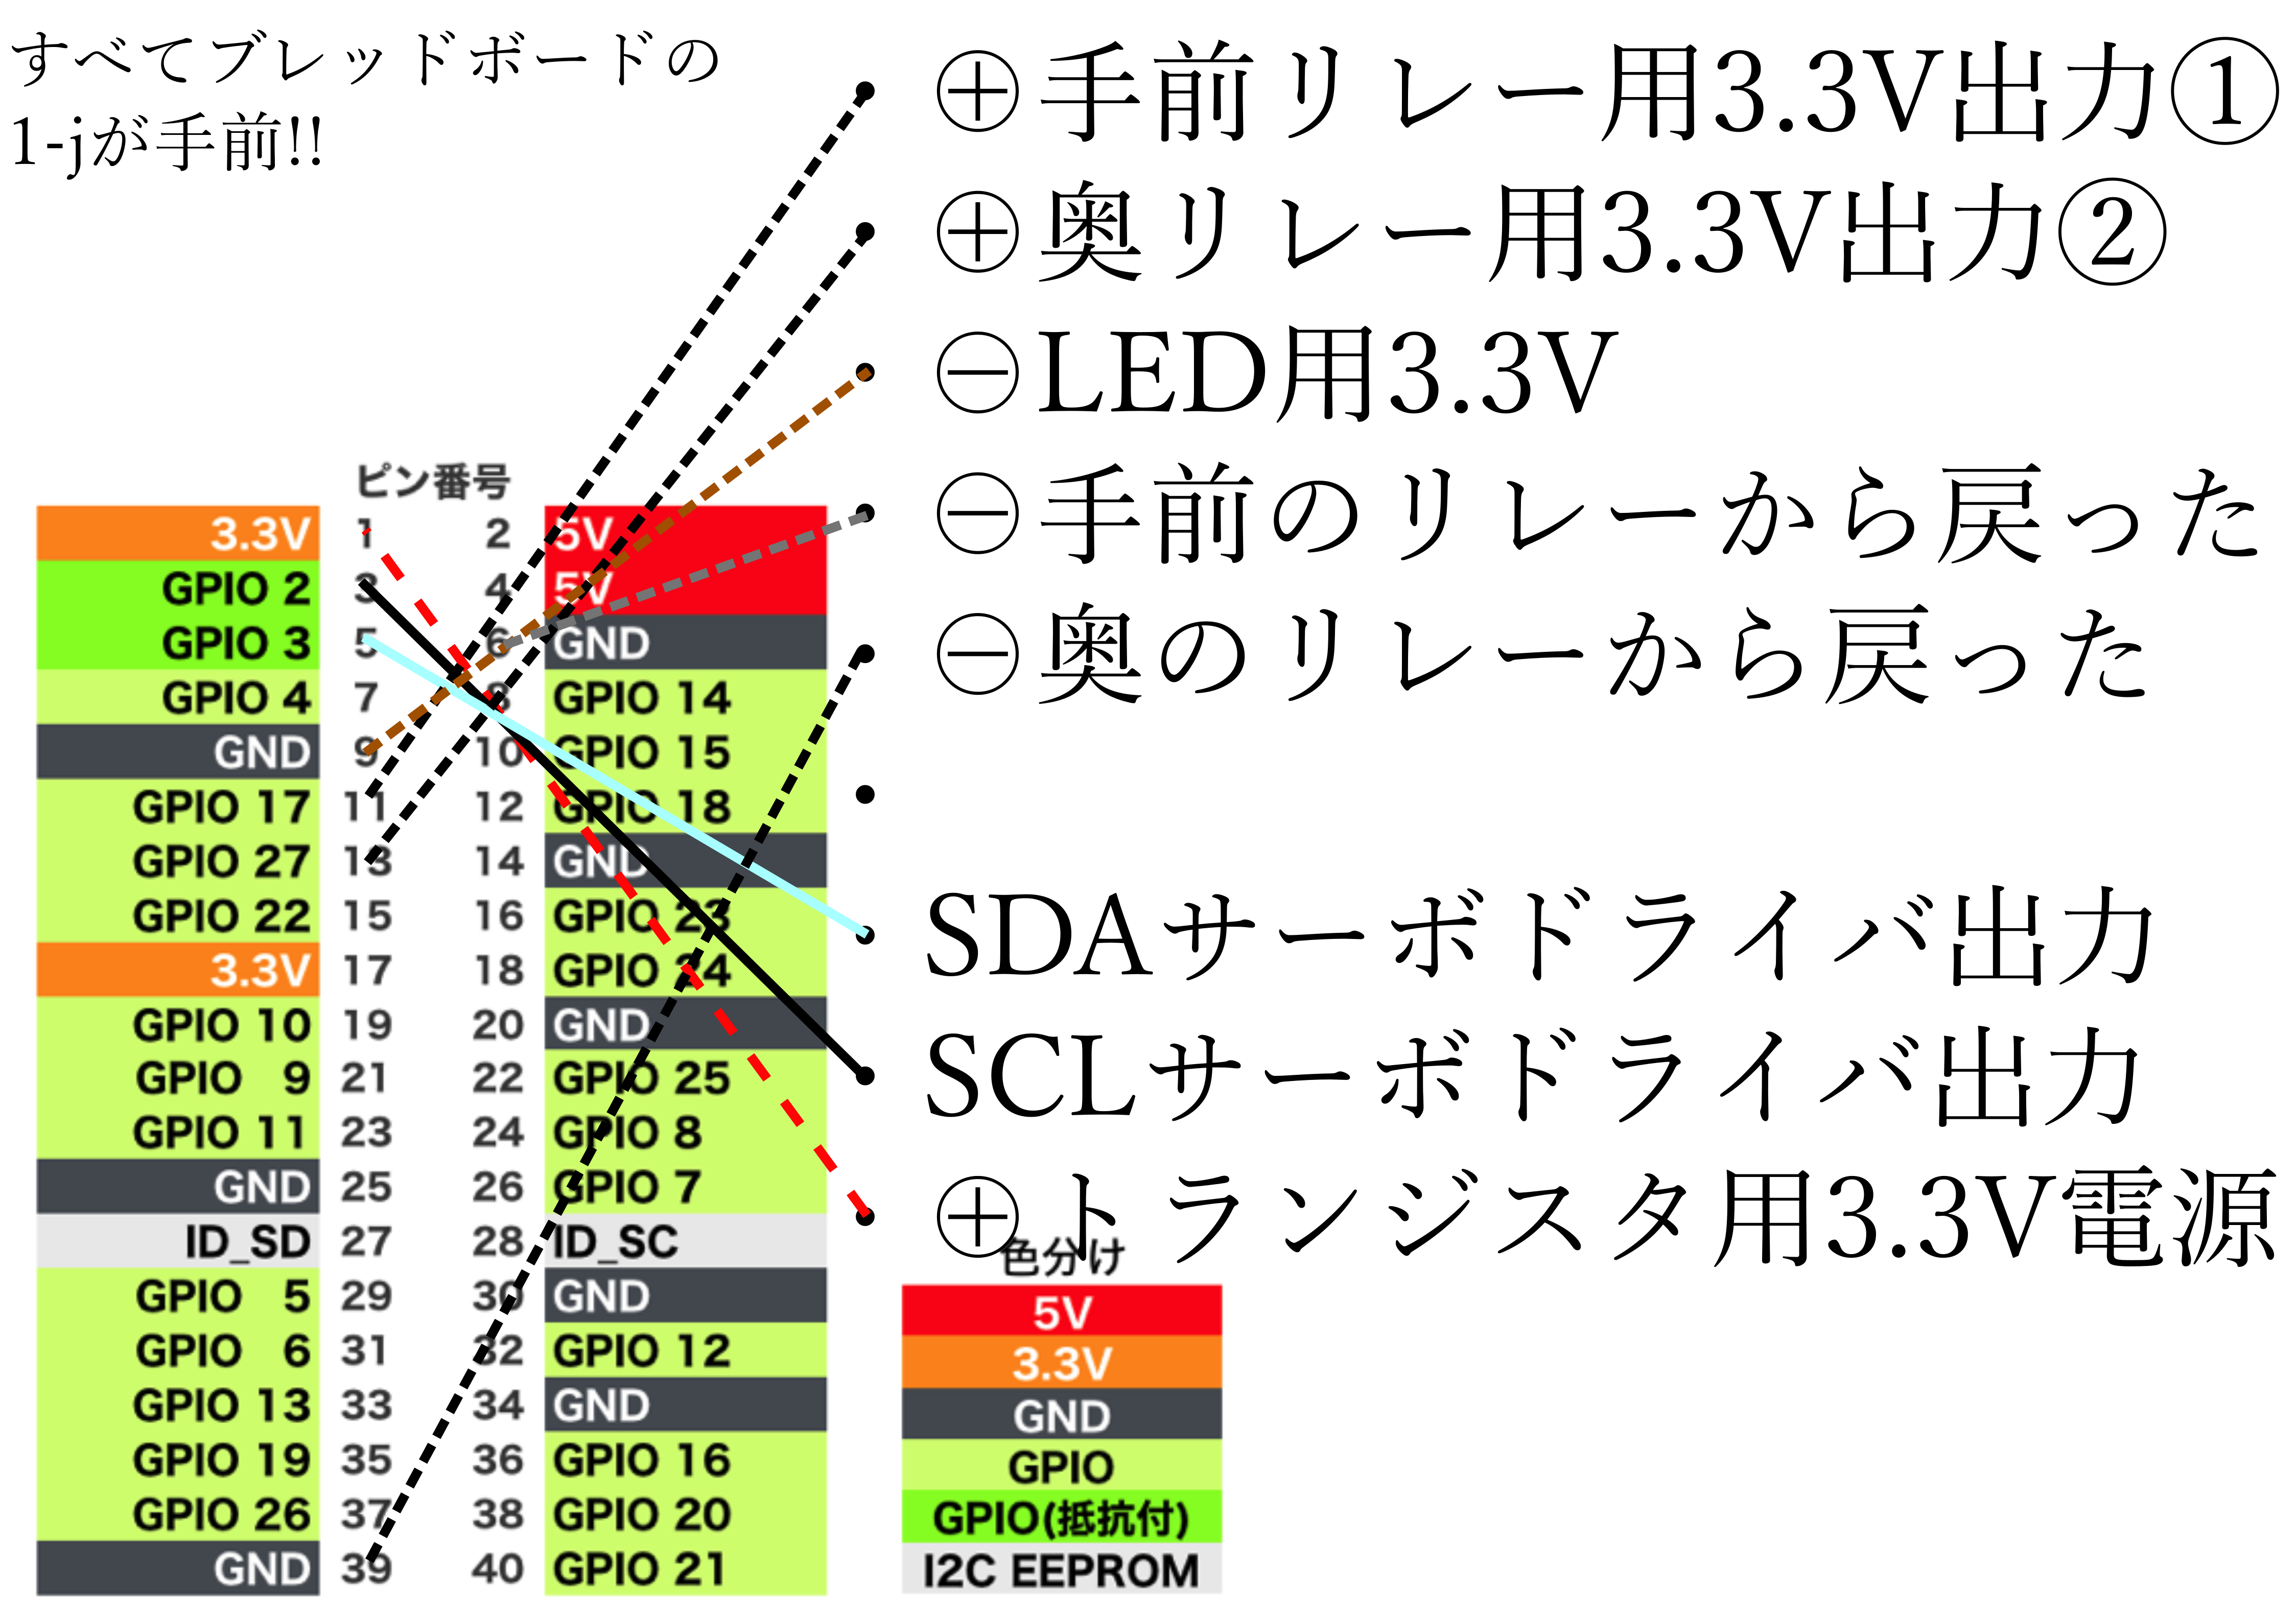 すべてブレッドボードの
1-jが手前!!
⊕手前リレー用3.3V出力①
⊕奥リレー用3.3V出力②
⊖LED用3.3V
⊖手前のリレーから戻った
⊖奥のリレーから戻った
SDAサーボドライバ出力
SCLサーボドライバ出力
⊕トランジスタ用3.3V電源
ピン番号
3.3V 1 2 5V
GPIO 2 3 4 5V
GPIO 3 5 6 GND
GPIO 4 7 8 GPIO 14
GND 9 10 GPIO 15
GPIO 17 11 12 GPIO 18
GPIO 27 13 14 GND
GPIO 22 15 16 GPIO 23
3.3V 17 18 GPIO 24
GPIO 10 19 20 GND
GPIO 9 21 22 GPIO 25
GPIO 11 23 24 GPIO 8
GND 25 26 GPIO 7
ID_SD 27 28 ID_SC
GPIO 5 29 30 GND
GPIO 6 31 32 GPIO 12
GPIO 13 33 34 GND
GPIO 19 35 36 GPIO 16
GPIO 26 37 38 GPIO 20
GND 39 40 GPIO 21
色分け
5V
3.3V
GND
GPIO
GPIO(抵抗付)
I2C EEPROM